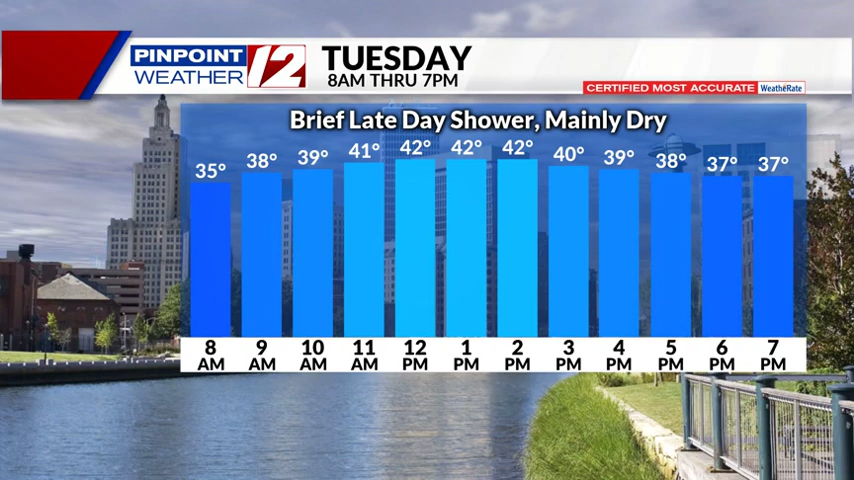 PINPOINT
WEATHER 12
TUESDAY
8AM THRU 7PM
CERTIFIED MOST ACCURATE WeatheRate
Brief Late Day Shower, Mainly Dry
35° 38° 39° 41° 42° 42° 42° 40° 39° 38° 37° 37°
8 9 10 11 12 1 2 3 4 5 6 7
AM AM AM AM PM PM PM PM PM PM PM PM